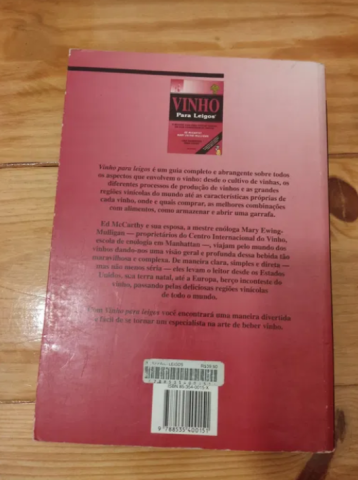 VINHO
Para Leigos
Vinho para leigos é um guia completo e abrangente sobre todos
os aspectos que envolvem o vinho: desde o cultivo de vinhas, os
diferentes processos de produção de vinhos e as grandes
regiões vinícolas do mundo até as características próprias de
cada vinho, onde e quais comprar, as melhores combinações
com alimentos, como armazenar e abrir uma garrafa.
Ed McCarthy e sua esposa, a mestre enóloga Mary Ewing-
Mulligan — proprietários do Centro Internacional do Vinho,
escola de enologia em Manhattan —, viajam pelo mundo dos
vinhos dando-nos uma visão geral e profunda dessa bebida tão
maravilhosa e complexa. De maneira clara, simples e direta —
mas não menos séria — eles levam o leitor desde os Estados
Unidos, sua terra natal, até a Europa, berço inconteste do
vinho, passando pelas deliciosas regiões vinícolas
de todo o mundo.
Com Vinho para leigos você encontrará uma maneira divertida
e fácil de se tornar um especialista na arte de beber vinho.
9 788535 400151